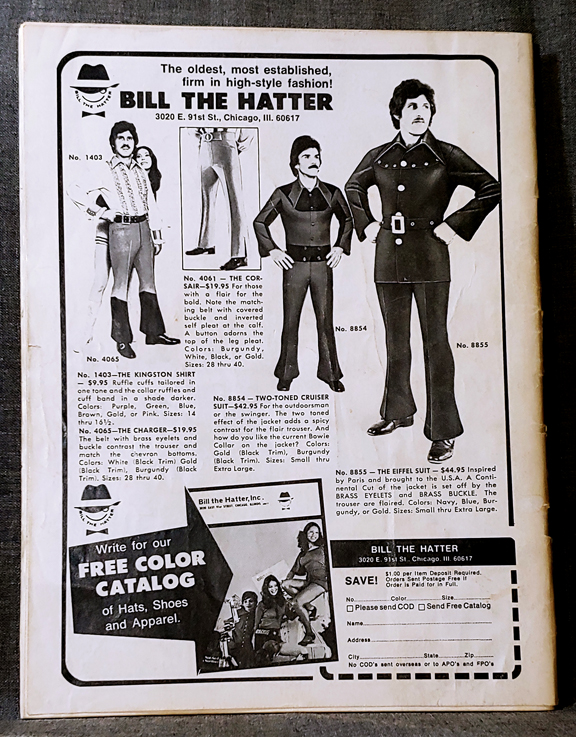 The oldest, most established,
firm in high-style fashion!
BILL THE HATTER
BILL THE HATTER
3020 E. 91st St., Chicago, Ill. 60617
No. 1403
No. 4065
No. 4061 — THE COR-
SAIR—$19.95 For those
with a flair for the
bold. Note the match-
ing belt with covered
buckle and inverted
self pleat at the calf.
A button adorns the
top of the leg pleat.
Colors: Burgundy,
White, Black, or Gold.
Sizes: 28 thru 40.
No. 8854
No. 8855
No. 1403—THE KINGSTON SHIRT
— $9.95 Ruffle cuffs tailored in
one tone and the collar ruffles and
cuff band in a shade darker.
Colors: Purple, Green, Blue,
Brown, Gold, or Pink. Sizes: 14
thru 16½.
No. 4065—THE CHARGER—$19.95
The belt with brass eyelets and
buckle contrast the trouser and
match the chevron bottoms.
Colors: White (Black Trim) Gold
(Black Trim), Burgundy (Black
Trim). Sizes: 28 thru 40.
No. 8854 — TWO-TONED CRUISER
SUIT—$42.95 For the outdoorsman
or the swinger. The two toned
effect of the jacket adds a spicy
contrast for the flair trouser. And
how do you like the current Bowie
Collar on the jacket? Colors:
Gold (Black Trim), Burgundy
(Black Trim). Sizes: Small thru
Extra Large.
No. 8855 — THE EIFFEL SUIT — $44.95 Inspired
by Paris and brought to the U.S.A. A Conti-
nental Cut of the jacket is set off by the
BRASS EYELETS and BRASS BUCKLE. The
trouser are flaired. Colors: Navy, Blue, Bur-
gundy, or Gold. Sizes: Small thru Extra Large.
BILL THE HATTER
Write for our
FREE COLOR
CATALOG
of Hats, Shoes
and Apparel.
Bill the Hatter, Inc.
BILL THE HATTER
3020 E. 91st St., Chicago, Ill. 60617
SAVE!
$1.00 per Item Deposit Required.
Orders Sent Postage Free If
Order is Paid for in Full.
No. Color Size
Please send COD Send Free Catalog
Name
Address
City State Zip
No COD's sent overseas or to APO's and FPO's